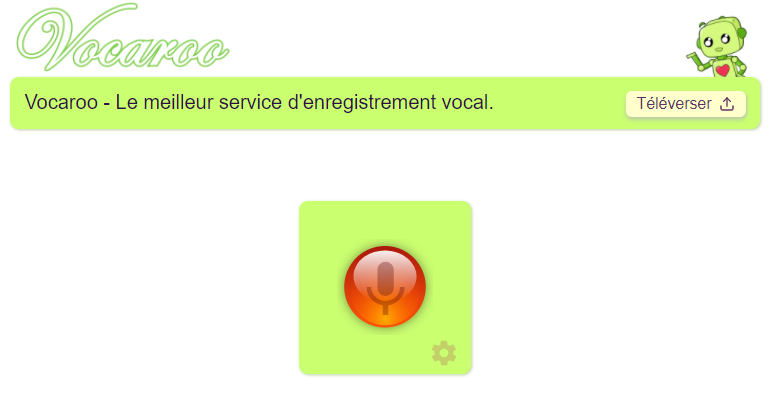 Vocaroo
Vocaroo - Le meilleur service d'enregistrement vocal.
Téléverser